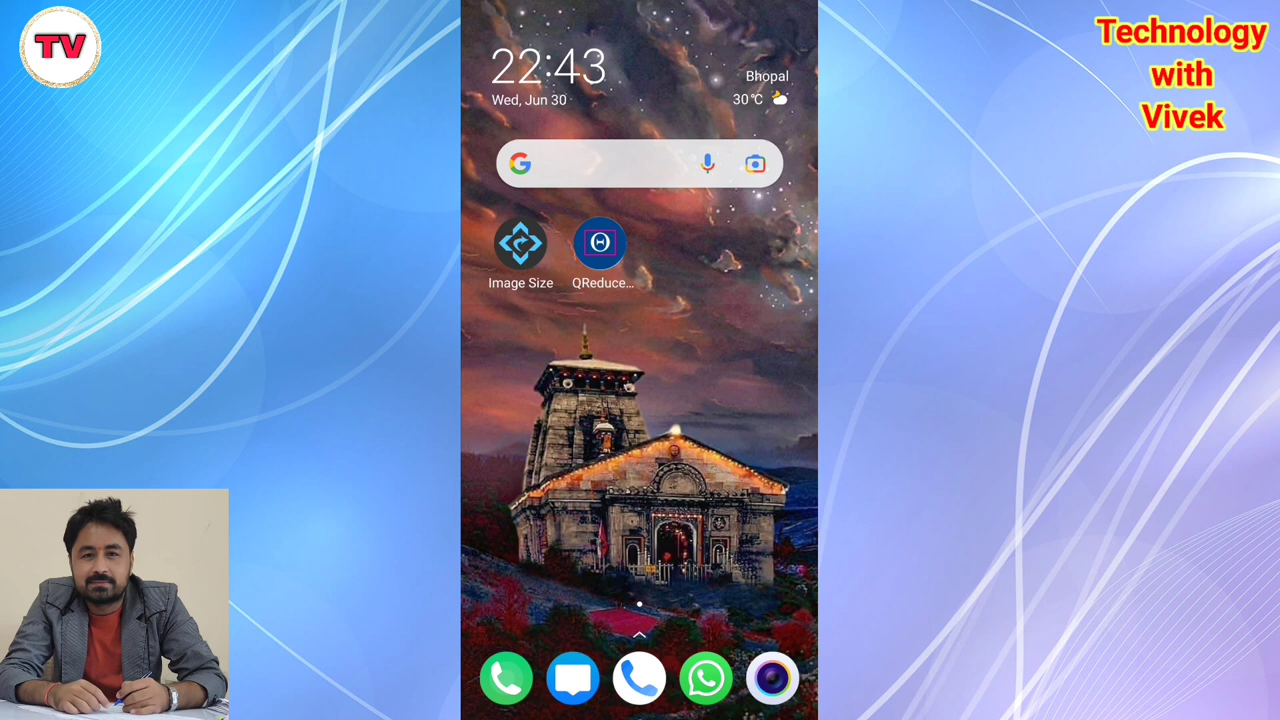 TV
Technology
with
Vivek
22:43
Wed, Jun 30
Bhopal
30℃
G
Image Size
QReduce...